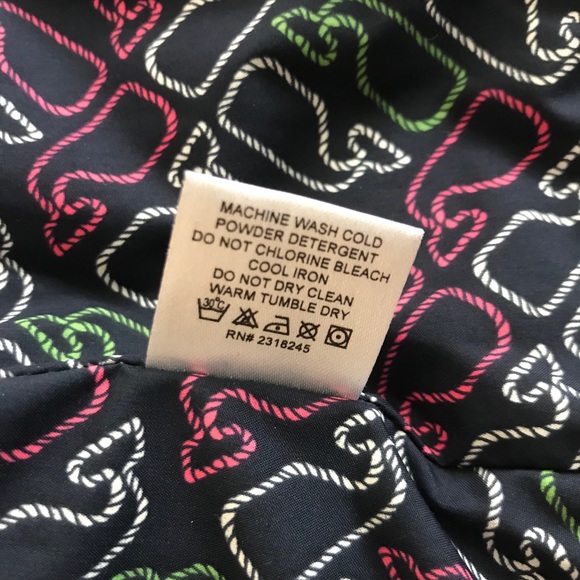 MACHINE WASH COLD
POWDER DETERGENT
DO NOT CHLORINE BLEACH
COOL IRON
DO NOT DRY CLEAN
WARM TUMBLE DRY
30°C
RN# 2318245